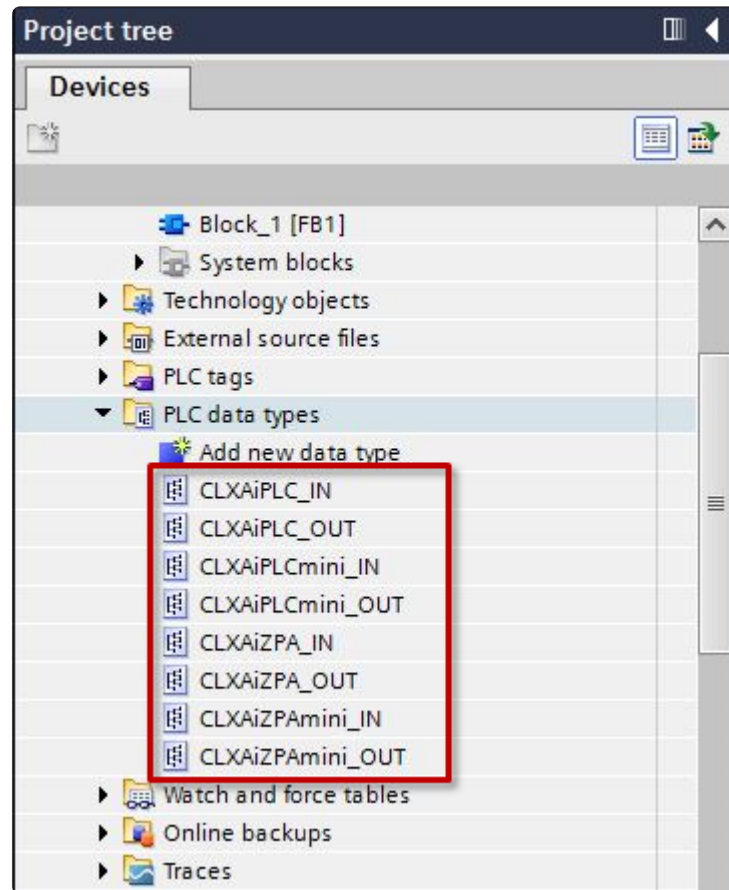 Project tree
Devices
Block_1 [FB1]
System blocks
Technology objects
External source files
PLC tags
PLC data types
Add new data type
CLXAiPLC_IN
CLXAiPLC_OUT
CLXAiPLCmini_IN
CLXAiPLCmini_OUT
CLXAiZPA_IN
CLXAiZPA_OUT
CLXAiZPAmini_IN
CLXAiZPAmini_OUT
Watch and force tables
Online backups
Traces